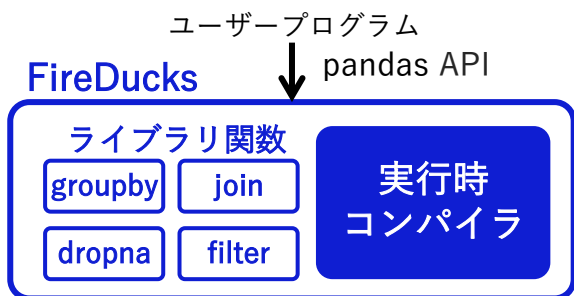 ユーザープログラム
pandas API
FireDucks
ライブラリ関数
groupby
join
dropna
filter
実行時
コンパイラ